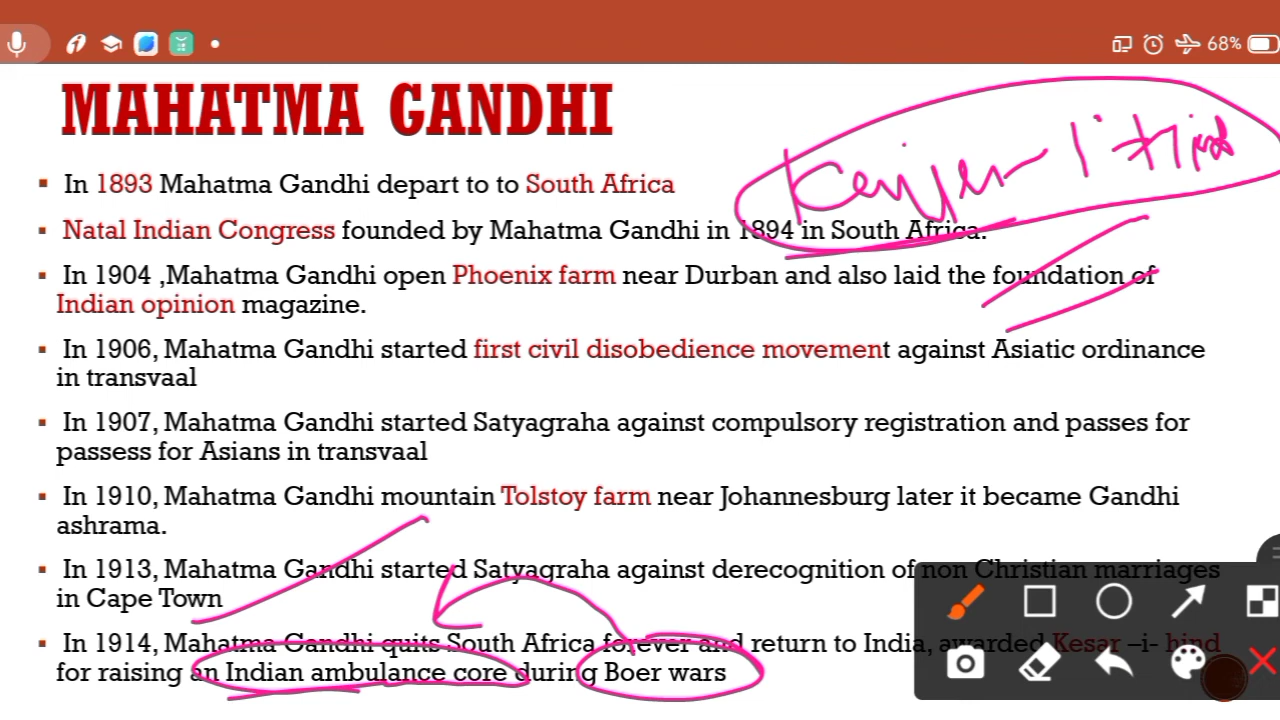 68%
MAHATMA GANDHI
In 1893 Mahatma Gandhi depart to to South Africa
Natal Indian Congress founded by Mahatma Gandhi in 1894 in South Africa.
In 1904 ,Mahatma Gandhi open Phoenix farm near Durban and also laid the foundation of
Indian opinion magazine.
In 1906, Mahatma Gandhi started first civil disobedience movement against Asiatic ordinance
in transvaal
In 1907, Mahatma Gandhi started Satyagraha against compulsory registration and passes for
passess for Asians in transvaal
In 1910, Mahatma Gandhi mountain Tolstoy farm near Johannesburg later it became Gandhi
ashrama.
In 1913, Mahatma Gandhi started Satyagraha against derecognition of non Christian marriages
in Cape Town
In 1914, Mahatma Gandhi quits South Africa forever and return to India, awarded Kesar –i- hind
for raising an Indian ambulance core during Boer wars